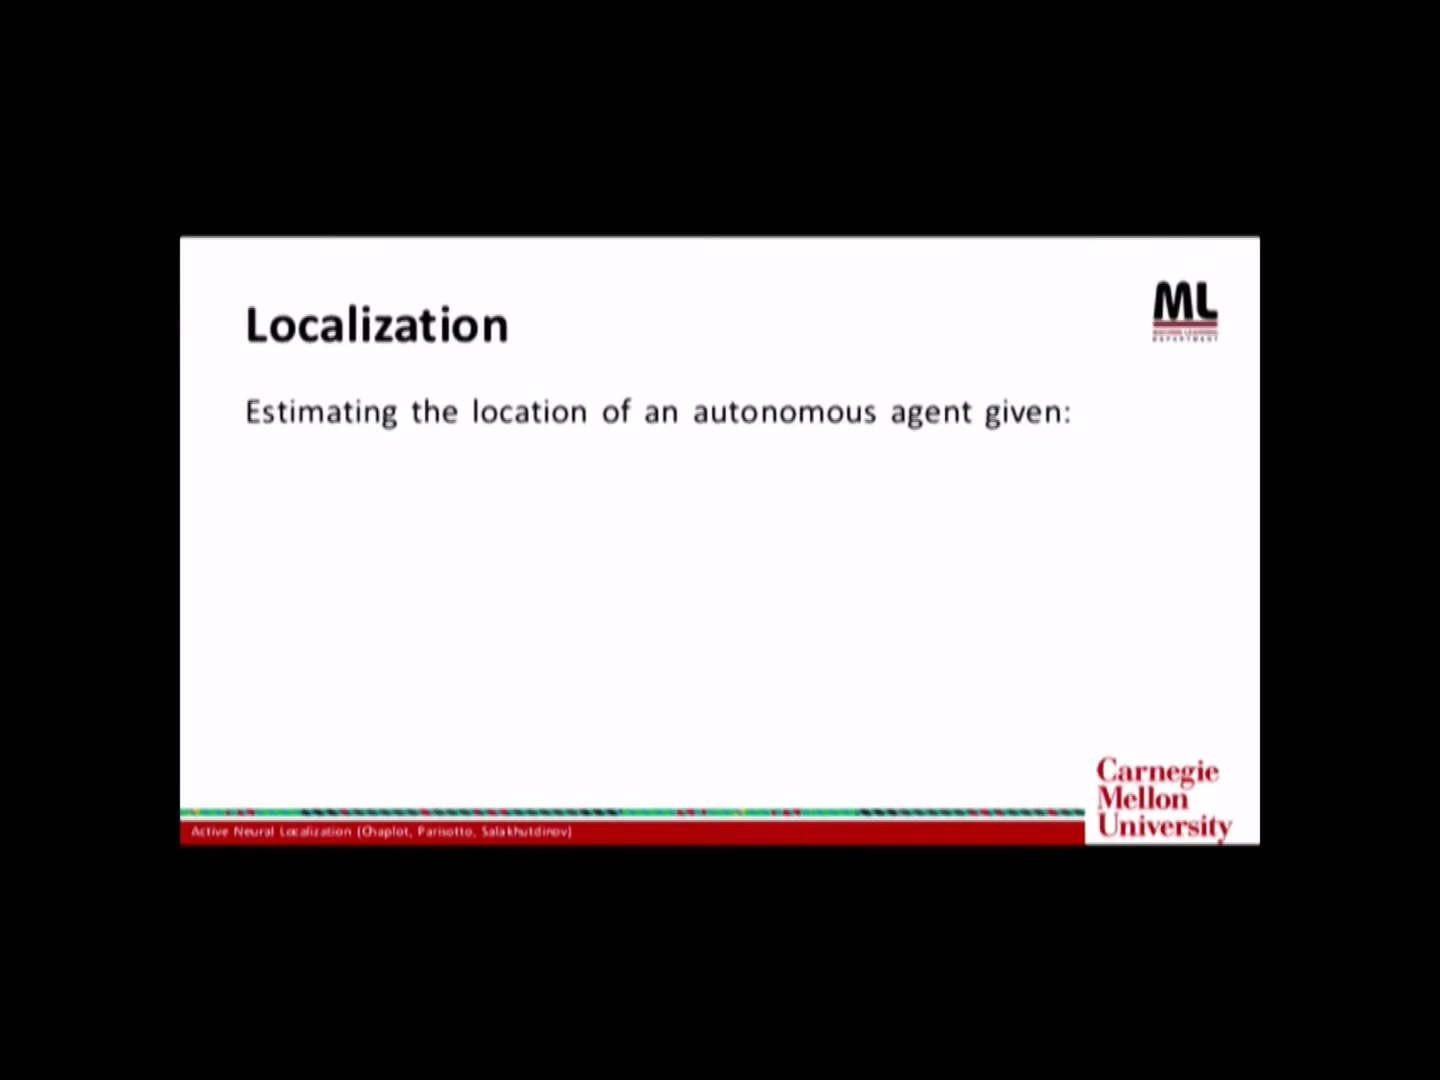 Localization
ML
Estimating the location of an autonomous agent given:
Carnegie
Mellon
University
Active Neural Localization (Chaplot, Parisotto, Salakhutdinov)